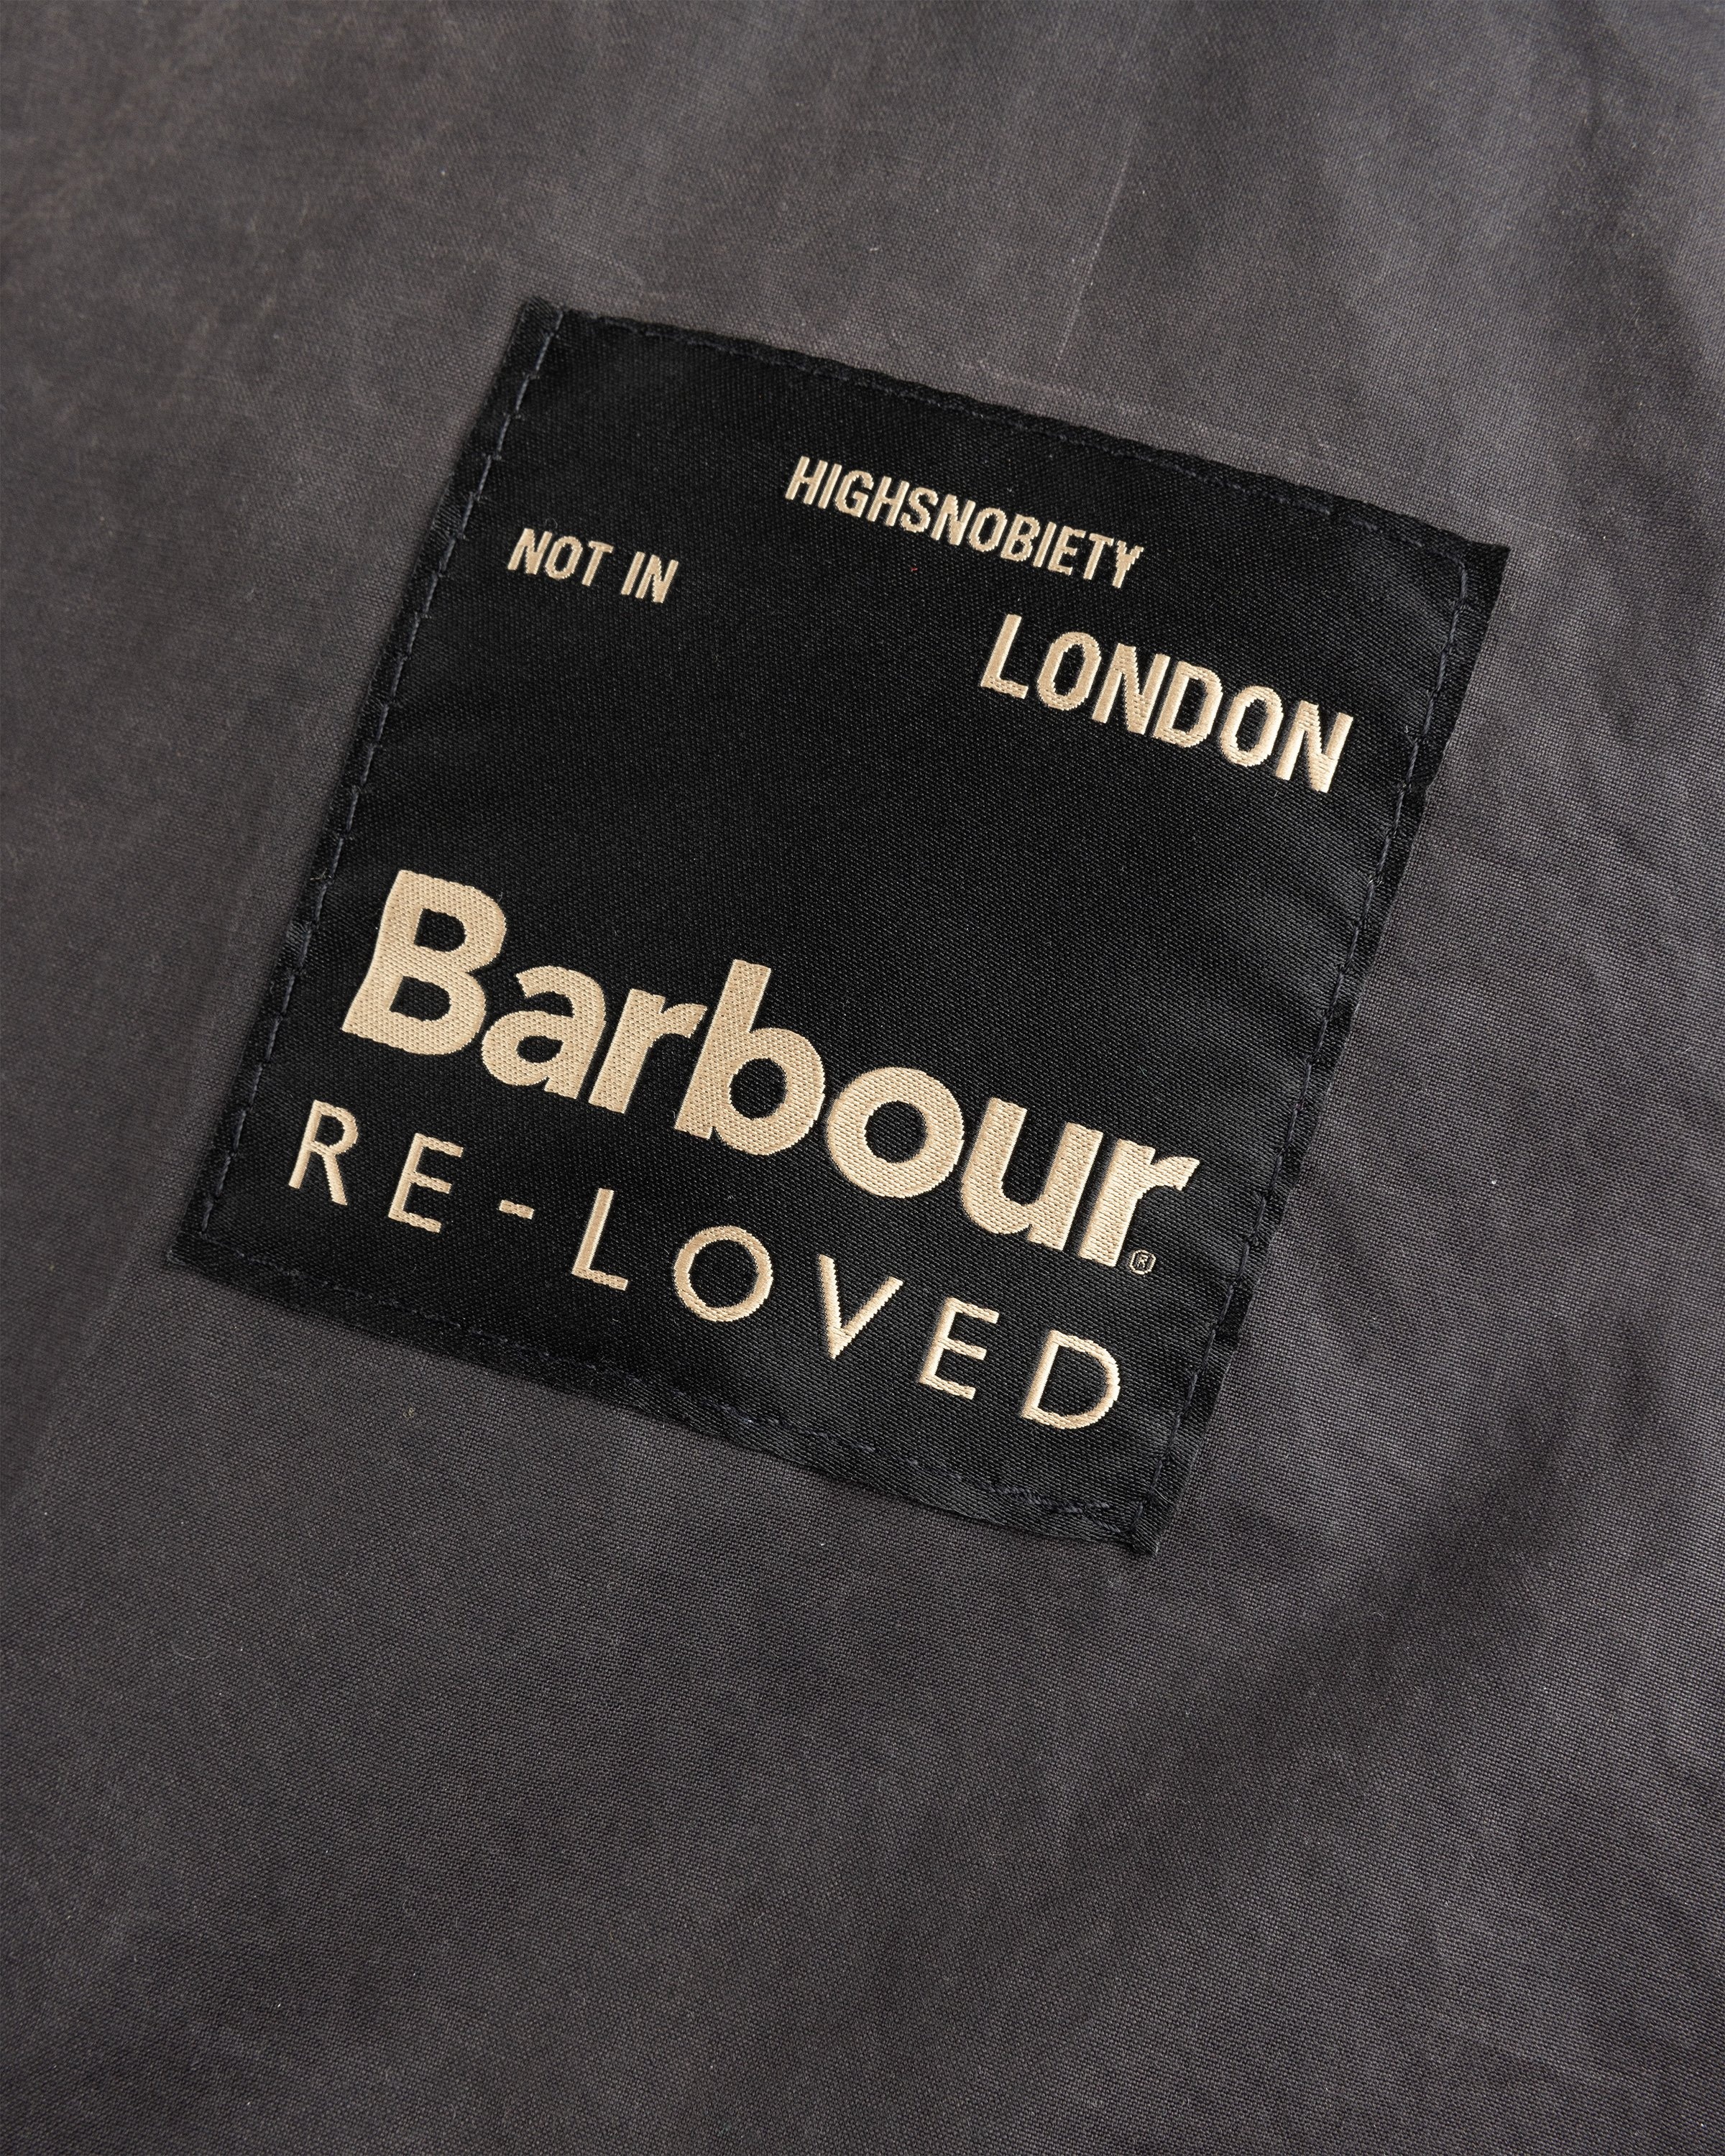 HIGHSNOBIETY
NOT IN
LONDON
Barbour®
RE-LOVED